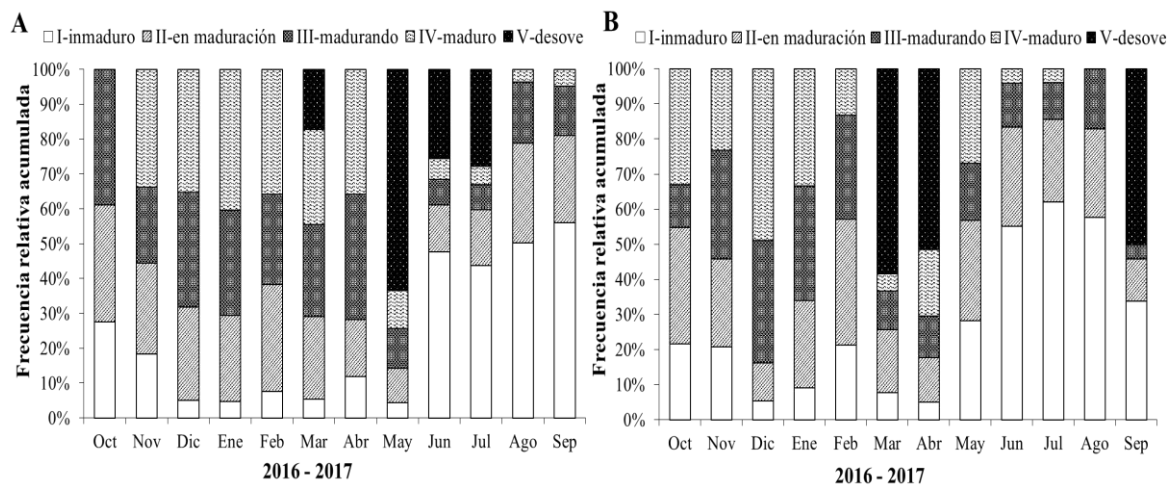 A
I-inmaduro II-en maduración III-madurando IV-maduro V-desove
Frecuencia relativa acumulada
100%
90%
80%
70%
60%
50%
40%
30%
20%
10%
0%
Oct Nov Dic Ene Feb Mar Abr May Jun Jul Ago Sep
2016 - 2017
B
I-inmaduro II-en maduración III-madurando IV-maduro V-desove
Frecuencia relativa acumulada
100%
90%
80%
70%
60%
50%
40%
30%
20%
10%
0%
Oct Nov Dic Ene Feb Mar Abr May Jun Jul Ago Sep
2016 - 2017